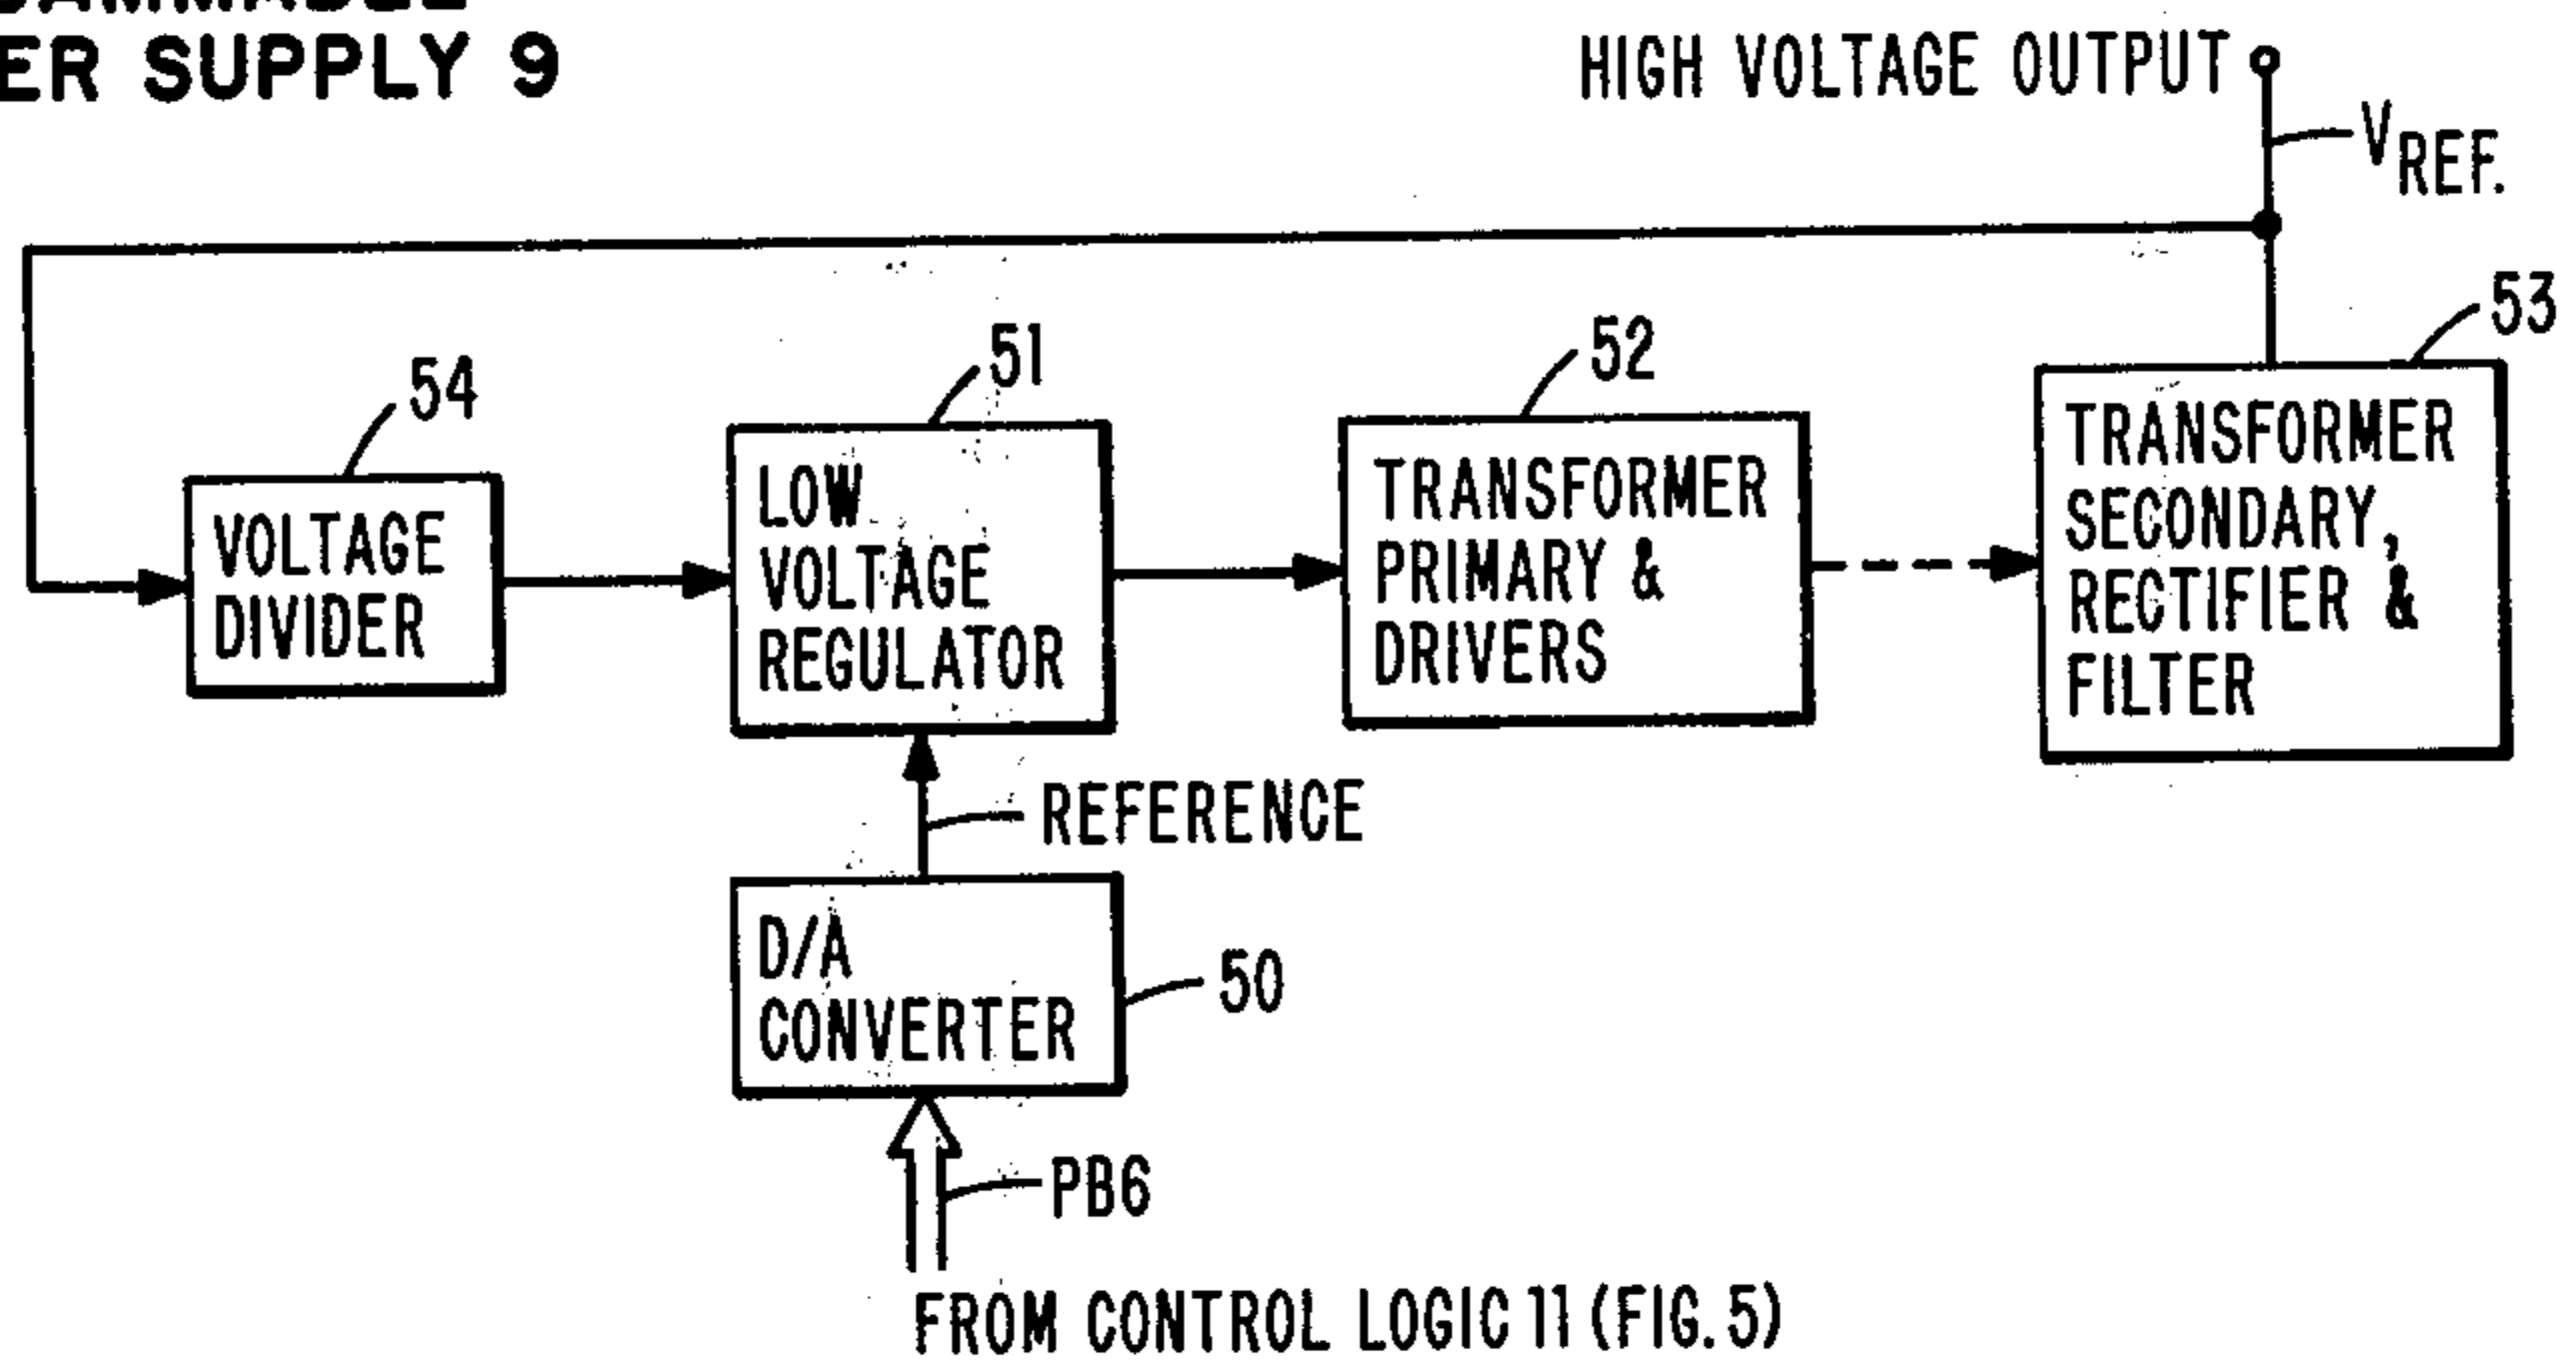 ER SUPPLY 9
HIGH VOLTAGE OUTPUT
VREF.
54
51
52
53
VOLTAGE
DIVIDER
LOW
VOLTAGE
REGULATOR
TRANSFORMER
PRIMARY &
DRIVERS
TRANSFORMER
SECONDARY,
RECTIFIER &
FILTER
REFERENCE
D/A
CONVERTER
50
PB6
FROM CONTROL LOGIC 11 (FIG. 5)